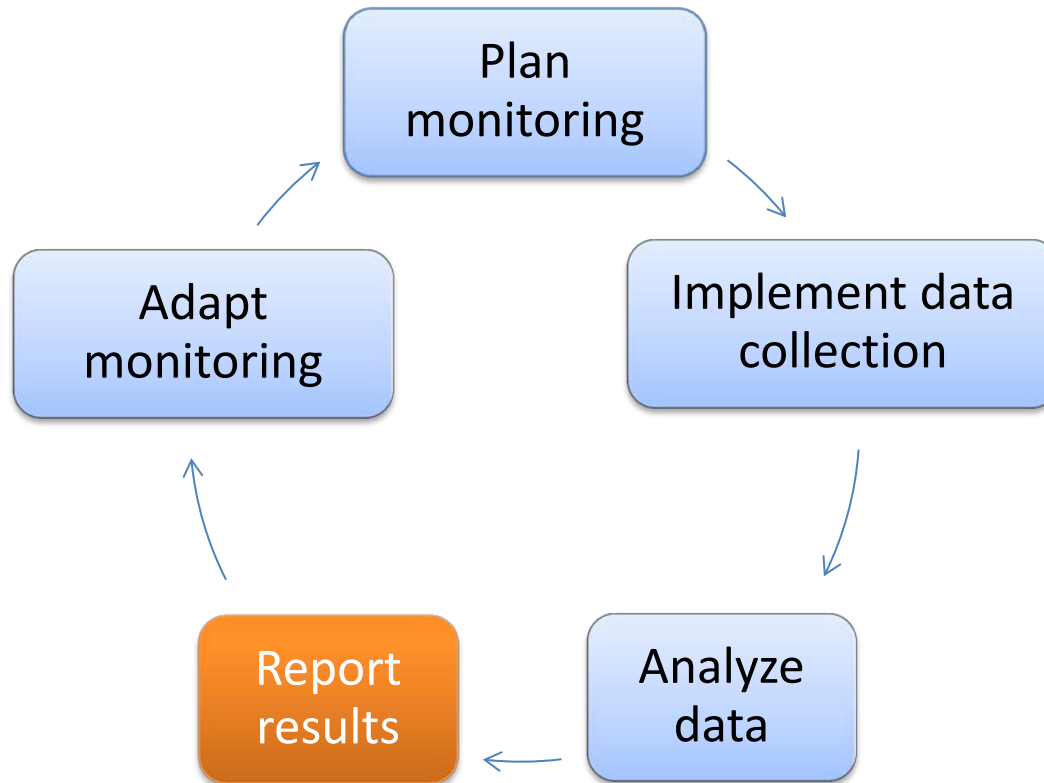 Plan
monitoring
Implement data
collection
Analyze
data
Report
results
Adapt
monitoring